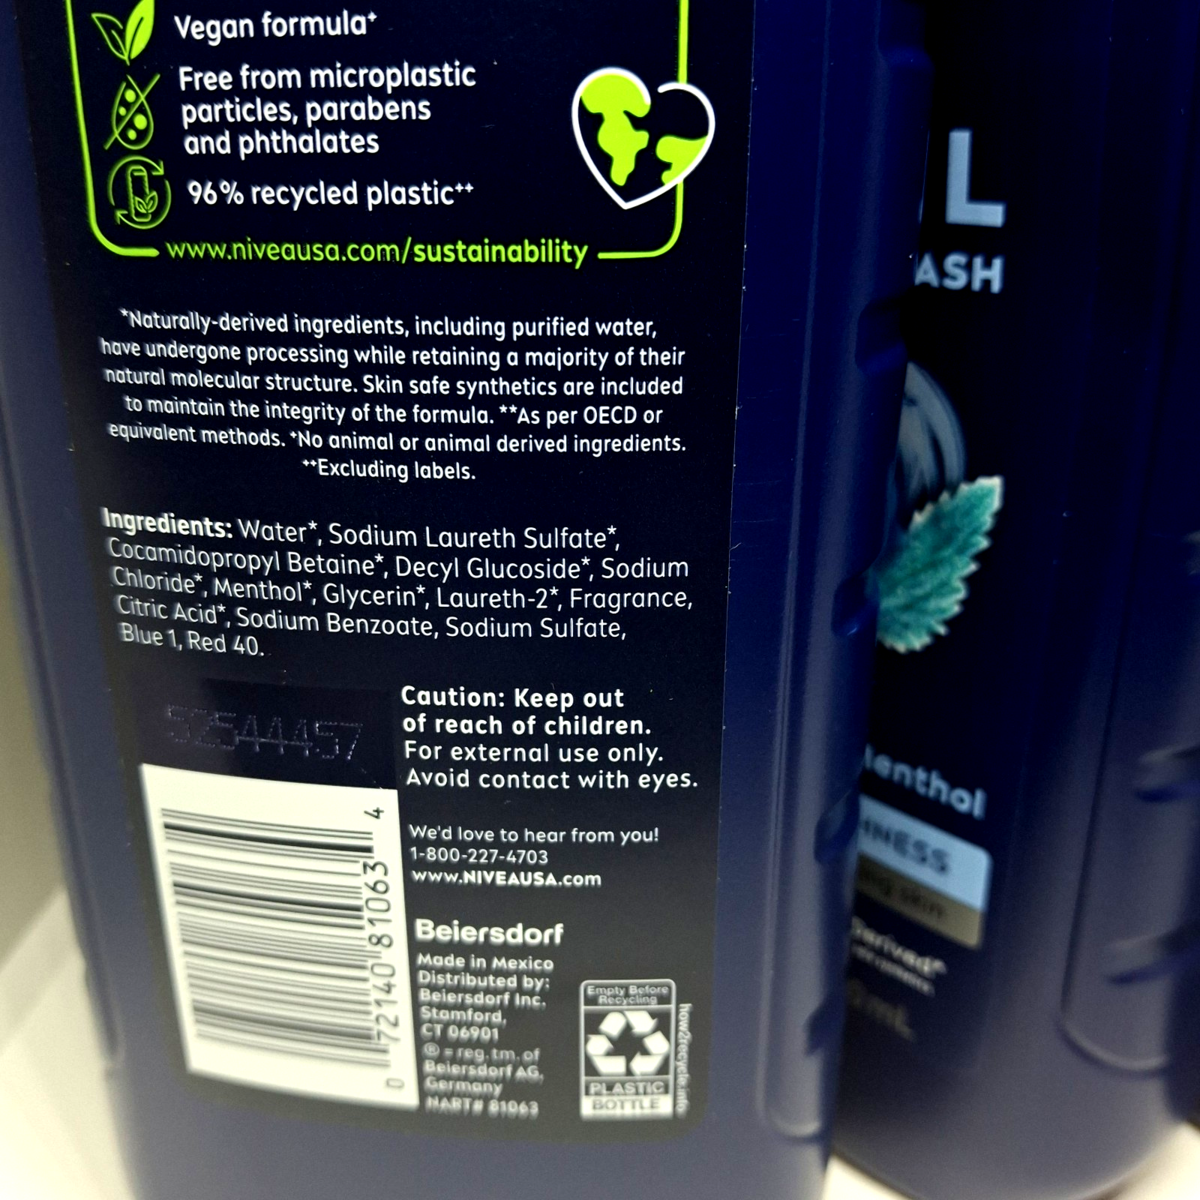 Vegan formula⁺
Free from microplastic
particles, parabens
and phthalates
96% recycled plastic⁺⁺
www.niveausa.com/sustainability
*Naturally-derived ingredients, including purified water,
have undergone processing while retaining a majority of their
natural molecular structure. Skin safe synthetics are included
to maintain the integrity of the formula. **As per OECD or
equivalent methods. ⁺No animal or animal derived ingredients.
⁺⁺Excluding labels.
Ingredients: Water*, Sodium Laureth Sulfate*,
Cocamidopropyl Betaine*, Decyl Glucoside*, Sodium
Chloride*, Menthol*, Glycerin*, Laureth-2*, Fragrance,
Citric Acid*, Sodium Benzoate, Sodium Sulfate,
Blue 1, Red 40.
52544457
Caution: Keep out
of reach of children.
For external use only.
Avoid contact with eyes.
We'd love to hear from you!
1-800-227-4703
www.NIVEAUSA.com
0 72140 81063 4
Beiersdorf
Made in Mexico
Distributed by:
Beiersdorf Inc.
Stamford,
CT 06901
® = reg. tm. of
Beiersdorf AG,
Germany
NART# 81063
Empty Before
Recycling
PLASTIC
BOTTLE
how2recycle.info
L
ASH
enthol
NESS
skin
Derived*
mL